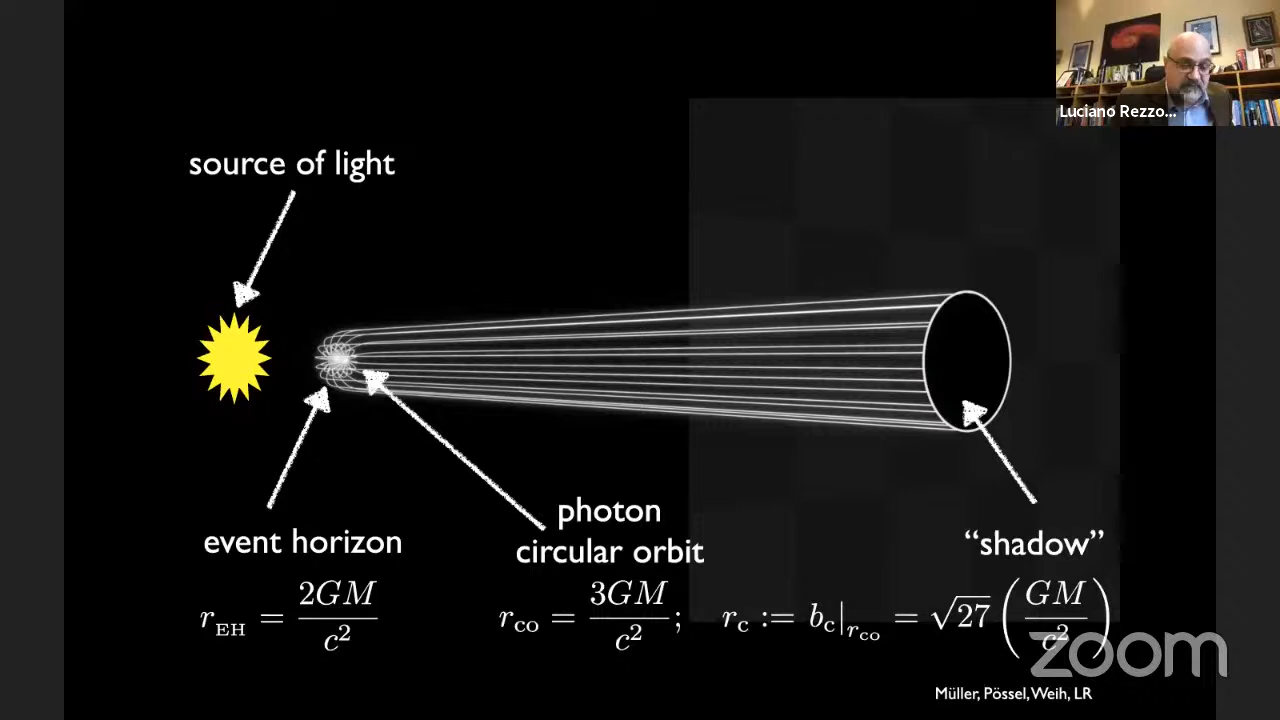 Luciano Rezzo...
source of light
event horizon
photon
circular orbit
“shadow”
r_EH = 2GM/c²
r_co = 3GM/c²;
r_c := b_c|_{r_co} = √27 (GM/c²)
zoom
Müller, Pössel, Weih, LR